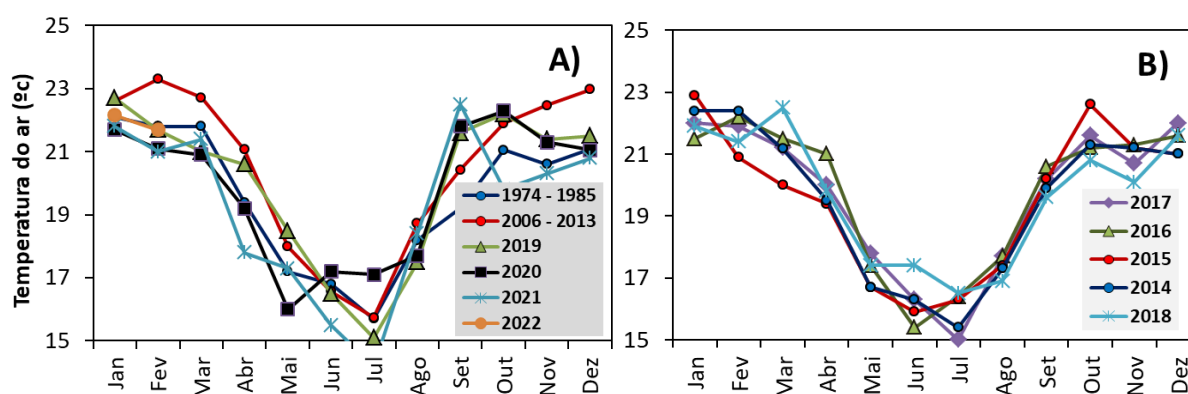 Temperatura do ar (ºc)
25
23
21
19
17
15
A)
1974 - 1985
2006 - 2013
2019
2020
2021
2022
Jan
Fev
Mar
Abr
Mai
Jun
Jul
Ago
Set
Out
Nov
Dez
25
23
21
19
17
15
B)
2017
2016
2015
2014
2018
Jan
Fev
Mar
Abr
Mai
Jun
Jul
Ago
Set
Out
Nov
Dez